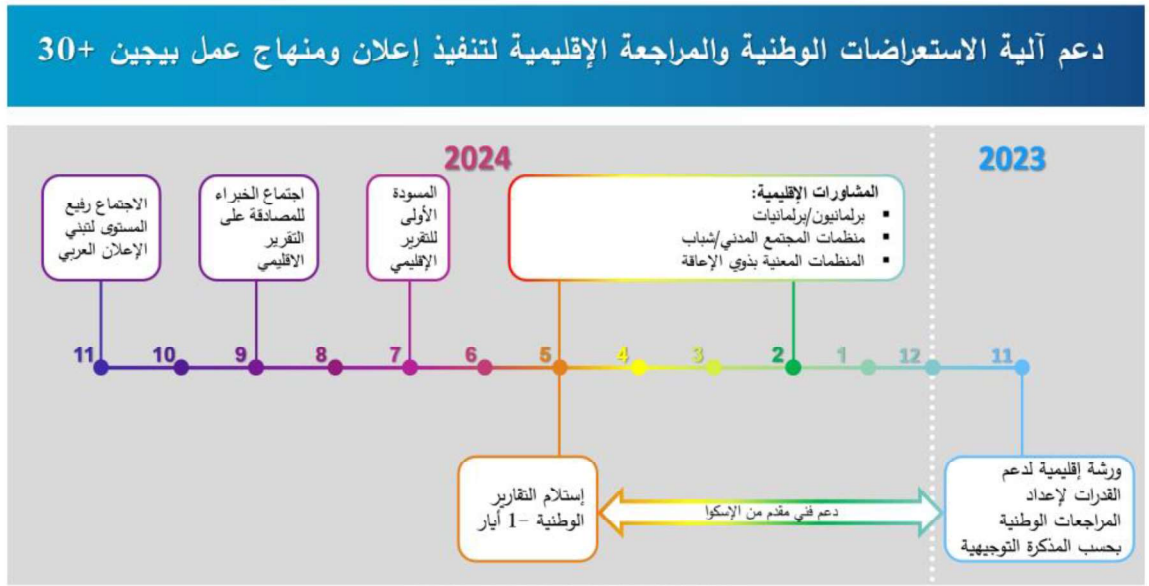 دعم آلية الاستعراضات الوطنية والمراجعة الإقليمية لتنفيذ إعلان ومنهاج عمل بيجين +30
2023
2024
المشاورات الإقليمية:
▪ برلمانيون/برلمانيات
▪ منظمات المجتمع المدني/شباب
▪ المنظمات المعنية بذوي الإعاقة
المسودة
الأولى
للتقرير
الإقليمي
اجتماع الخبراء
للمصادقة على
التقرير
الاقليمي
الاجتماع رفيع
المستوى لتبني
الإعلان العربي
11
12
1
2
3
4
5
6
7
8
9
10
11
ورشة إقليمية لدعم
القدرات لإعداد
المراجعات الوطنية
بحسب المذكرة التوجيهية
دعم فني مقدم من الإسكوا
إستلام التقارير
الوطنية –1 أيار